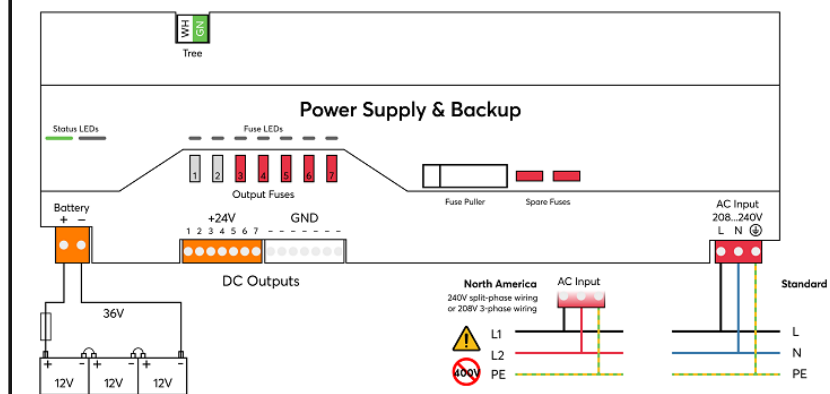 WH GN
Tree
Power Supply & Backup
Status LEDs
Fuse LEDs
1 2 3 4 5 6 7
Output Fuses
Fuse Puller
Spare Fuses
Battery
+ −
+24V
GND
1 2 3 4 5 6 7 - - - - - - -
DC Outputs
AC Input
208...240V
L N
36V
+ - + - + -
12V 12V 12V
North America
240V split-phase wiring
or 208V 3-phase wiring
AC Input
L1
L2
400V
PE
Standard
L
N
PE